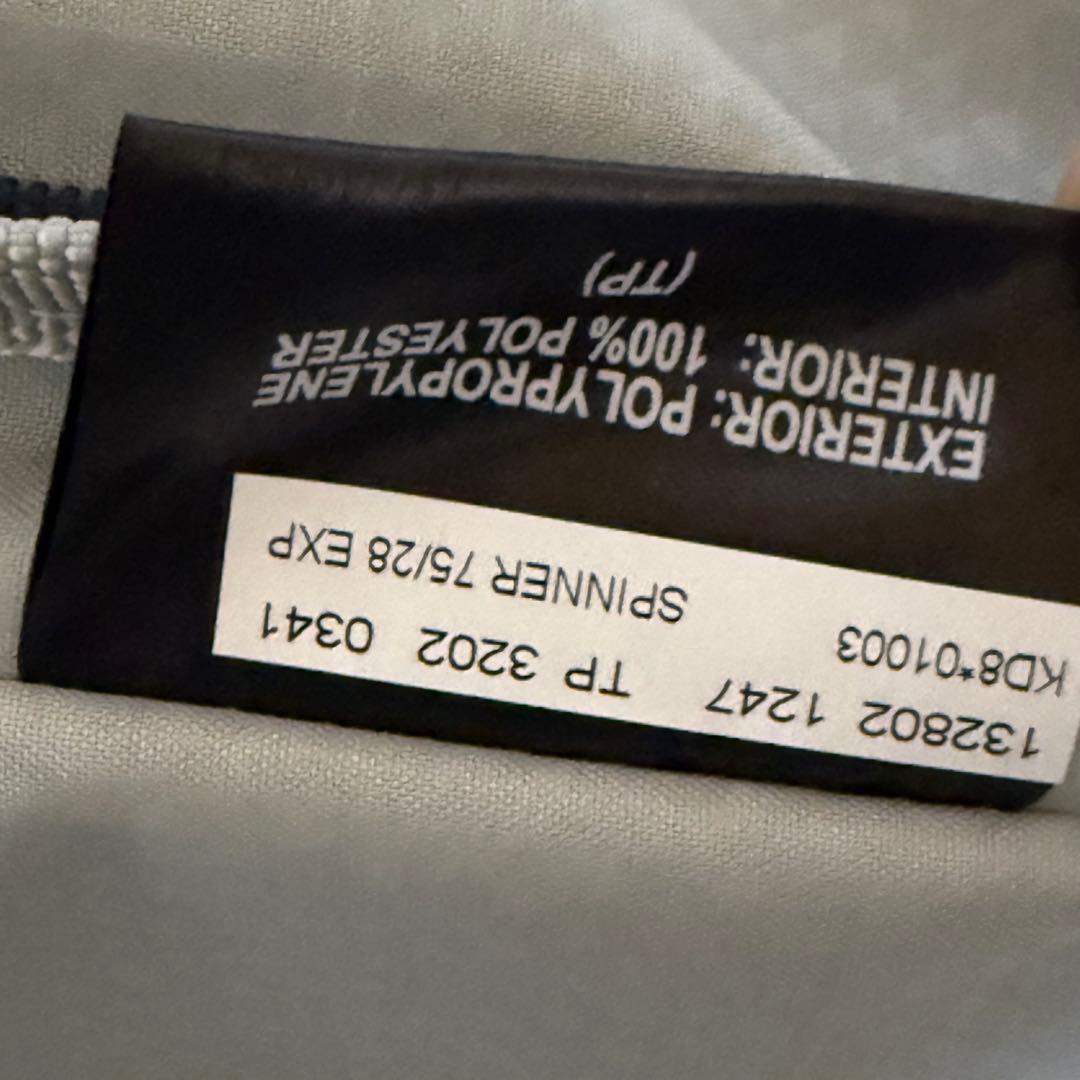 132802 1247 TP 3202 0341
KD8*01003 SPINNER 75/28 EXP
EXTERIOR: POLYPROPYLENE
INTERIOR: 100% POLYESTER
(TP)